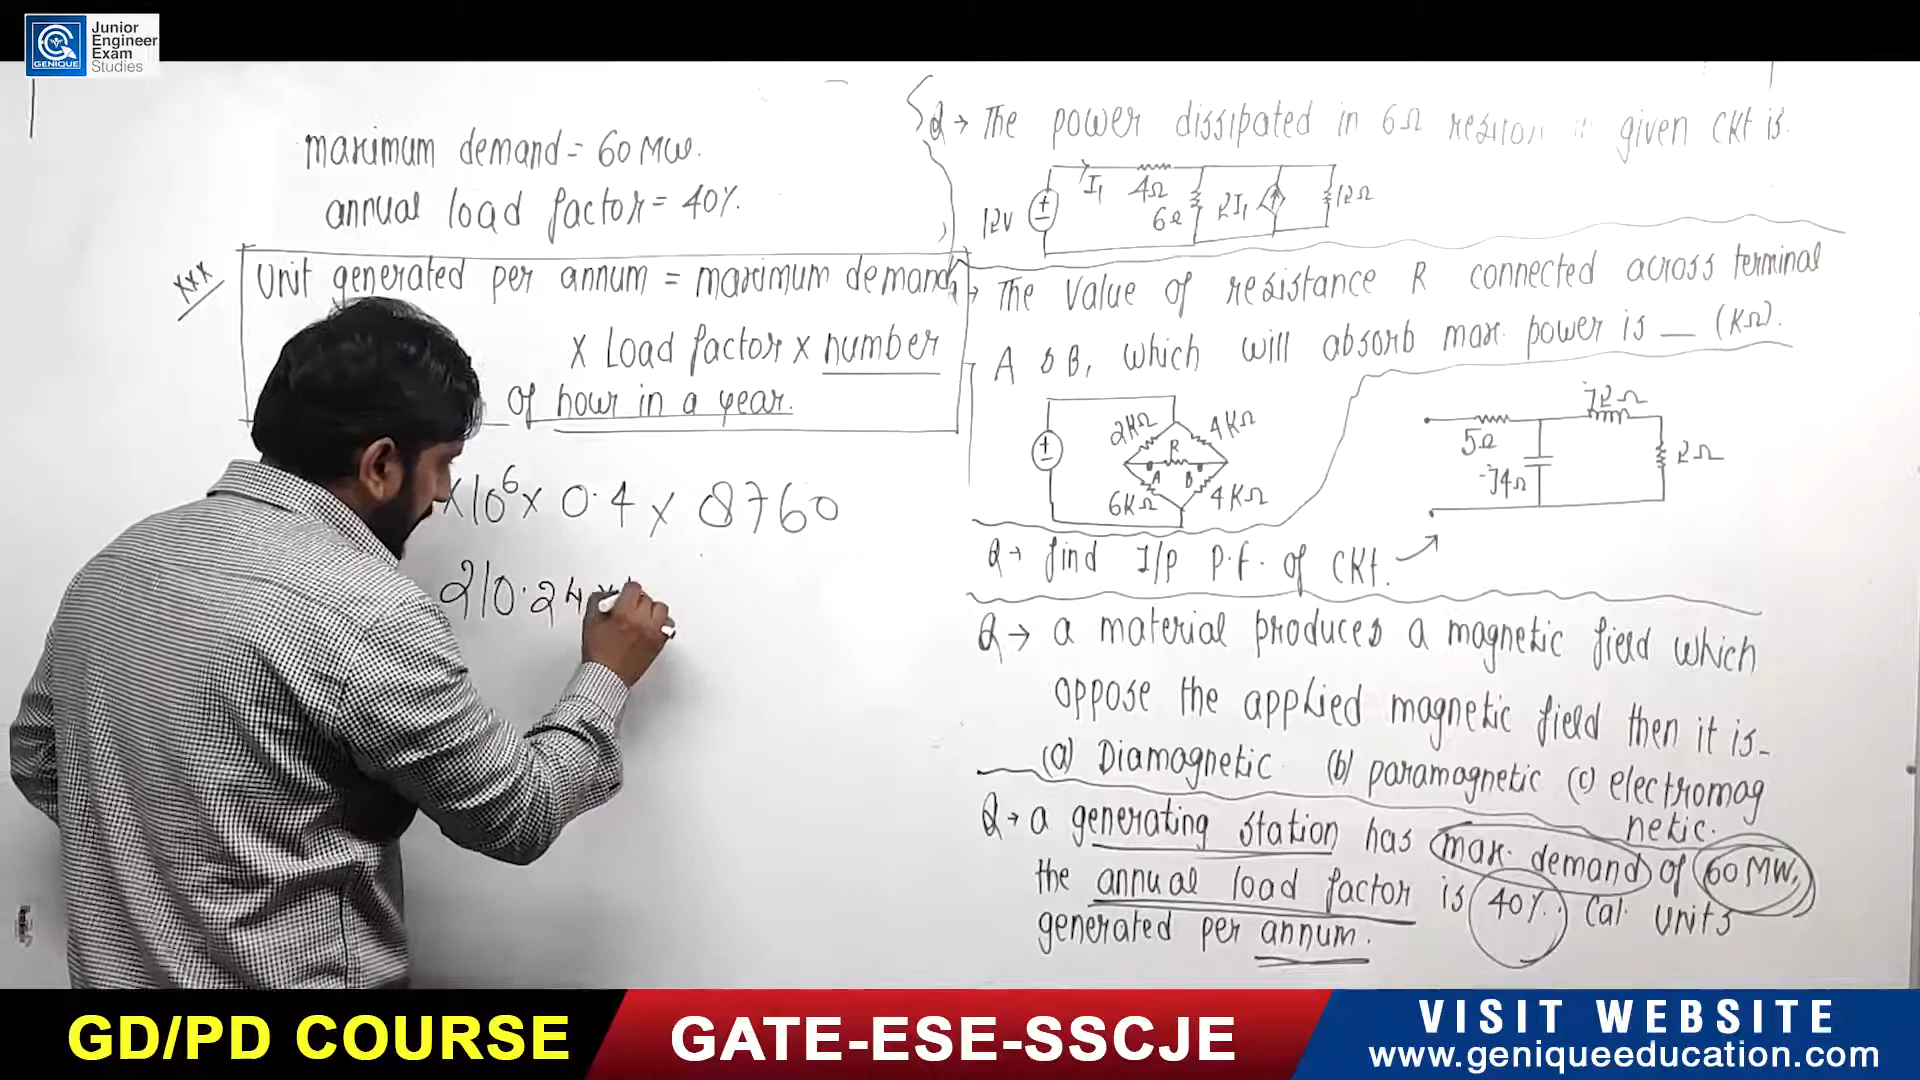 GENIQUE
Junior
Engineer
Exam
Studies
maximum demand = 60 MW.
annual load factor = 40%.
xxx
Unit generated per annum = maximum demand
x Load factor x number
of hour in a year.
x10⁶ x 0.4 x 8760
210.24 x
Q → The power dissipated in 6Ω given CKt is.
12V
I₁
4Ω
6Ω
2I₁
12Ω
→ The Value of resistance R connected across terminal
A & B, which will absorb max. power is __ (KΩ).
2KΩ
4KΩ
R
A
B
6KΩ
4KΩ
5Ω
-J4Ω
2Ω
Q → find I/P P.F. of CKt.
Q → a material produces a magnetic field which
oppose the applied magnetic field then it is-
(a) Diamagnetic (b) paramagnetic (c) electromag
netic.
Q → a generating station has max. demand of 60 MW,
the annual load factor is 40%. Cal. Units
generated per annum.
GD/PD COURSE
GATE-ESE-SSCJE
VISIT WEBSITE
www.geniqueeducation.com